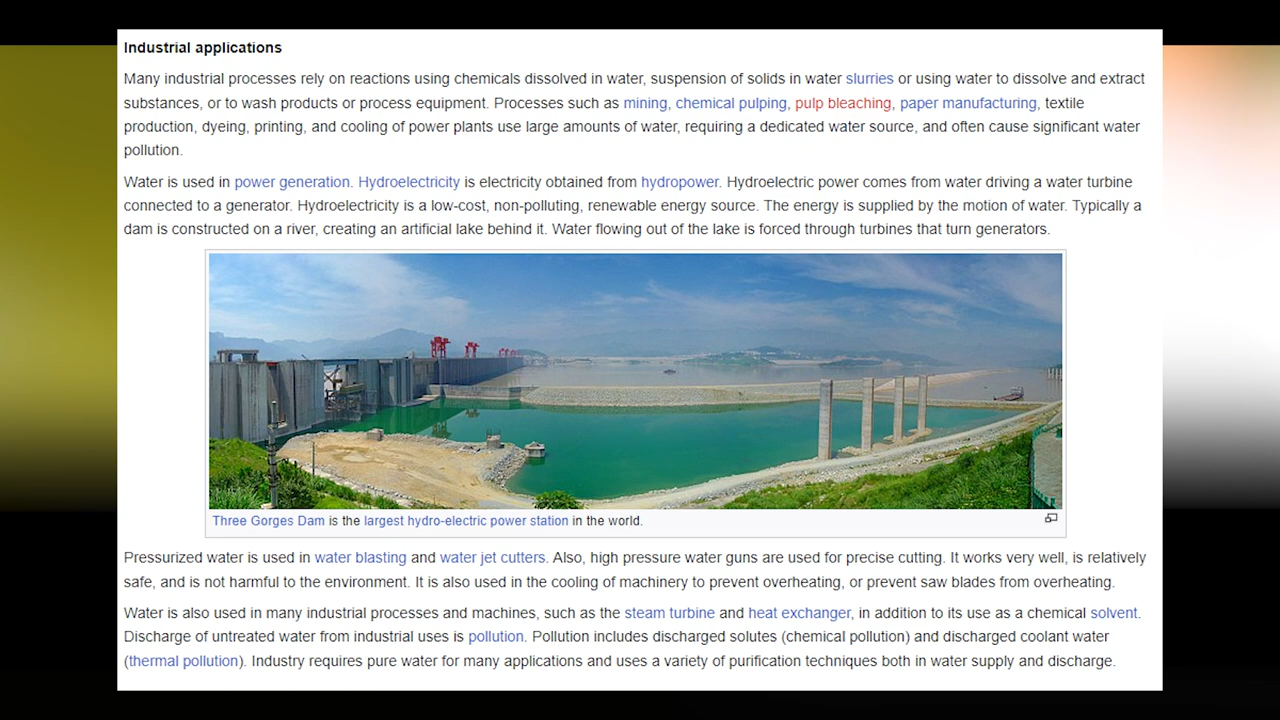 Industrial applications
Many industrial processes rely on reactions using chemicals dissolved in water, suspension of solids in water slurries or using water to dissolve and extract
substances, or to wash products or process equipment. Processes such as mining, chemical pulping, pulp bleaching, paper manufacturing, textile
production, dyeing, printing, and cooling of power plants use large amounts of water, requiring a dedicated water source, and often cause significant water
pollution.
Water is used in power generation. Hydroelectricity is electricity obtained from hydropower. Hydroelectric power comes from water driving a water turbine
connected to a generator. Hydroelectricity is a low-cost, non-polluting, renewable energy source. The energy is supplied by the motion of water. Typically a
dam is constructed on a river, creating an artificial lake behind it. Water flowing out of the lake is forced through turbines that turn generators.
Three Gorges Dam is the largest hydro-electric power station in the world.
Pressurized water is used in water blasting and water jet cutters. Also, high pressure water guns are used for precise cutting. It works very well, is relatively
safe, and is not harmful to the environment. It is also used in the cooling of machinery to prevent overheating, or prevent saw blades from overheating.
Water is also used in many industrial processes and machines, such as the steam turbine and heat exchanger, in addition to its use as a chemical solvent.
Discharge of untreated water from industrial uses is pollution. Pollution includes discharged solutes (chemical pollution) and discharged coolant water
(thermal pollution). Industry requires pure water for many applications and uses a variety of purification techniques both in water supply and discharge.